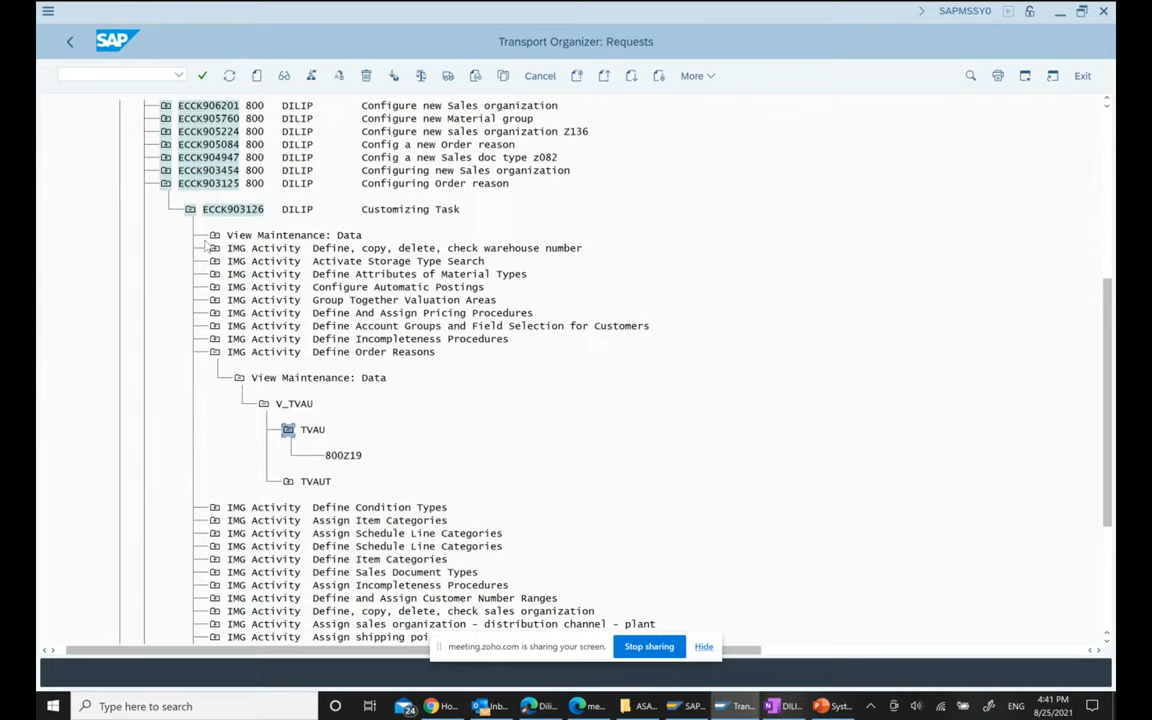 SAPMSSY0
SAP
Transport Organizer: Requests
Cancel
More
Exit
ECCK906201 800 DILIP Configure new Sales organization
ECCK905760 800 DILIP Configure new Material group
ECCK905224 800 DILIP Configure new sales organization Z136
ECCK905084 800 DILIP Config a new Order reason
ECCK904947 800 DILIP Config a new Sales doc type z082
ECCK903454 800 DILIP Configuring new Sales organization
ECCK903125 800 DILIP Configuring Order reason
ECCK903126 DILIP Customizing Task
View Maintenance: Data
IMG Activity Define, copy, delete, check warehouse number
IMG Activity Activate Storage Type Search
IMG Activity Define Attributes of Material Types
IMG Activity Configure Automatic Postings
IMG Activity Group Together Valuation Areas
IMG Activity Define And Assign Pricing Procedures
IMG Activity Define Account Groups and Field Selection for Customers
IMG Activity Define Incompleteness Procedures
IMG Activity Define Order Reasons
View Maintenance: Data
V_TVAU
TVAU
800Z19
TVAUT
IMG Activity Define Condition Types
IMG Activity Assign Item Categories
IMG Activity Assign Schedule Line Categories
IMG Activity Define Schedule Line Categories
IMG Activity Define Item Categories
IMG Activity Define Sales Document Types
IMG Activity Assign Incompleteness Procedures
IMG Activity Define and Assign Customer Number Ranges
IMG Activity Define, copy, delete, check sales organization
IMG Activity Assign sales organization - distribution channel - plant
IMG Activity Assign shipping poi
meeting.zoho.com is sharing your screen.
Stop sharing
Hide
Type here to search
24
Ho...
Inb...
Dili...
me...
ASA...
SAP...
Tran...
DILI...
Syst...
ENG
4:41 PM
8/25/2021